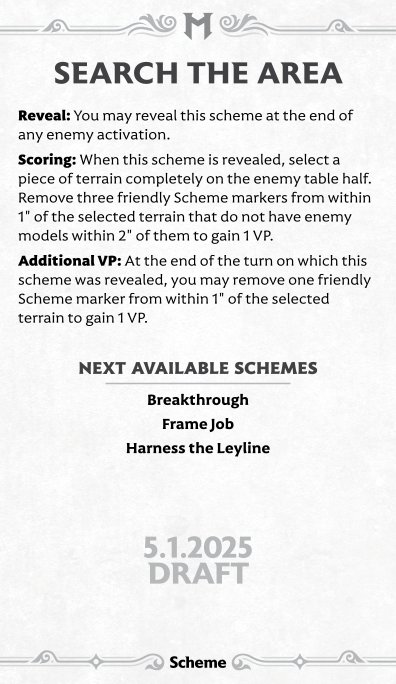 M
SEARCH THE AREA
Reveal: You may reveal this scheme at the end of
any enemy activation.
Scoring: When this scheme is revealed, select a
piece of terrain completely on the enemy table half.
Remove three friendly Scheme markers from within
1" of the selected terrain that do not have enemy
models within 2" of them to gain 1 VP.
Additional VP: At the end of the turn on which this
scheme was revealed, you may remove one friendly
Scheme marker from within 1" of the selected
terrain to gain 1 VP.
NEXT AVAILABLE SCHEMES
Breakthrough
Frame Job
Harness the Leyline
5.1.2025
DRAFT
Scheme